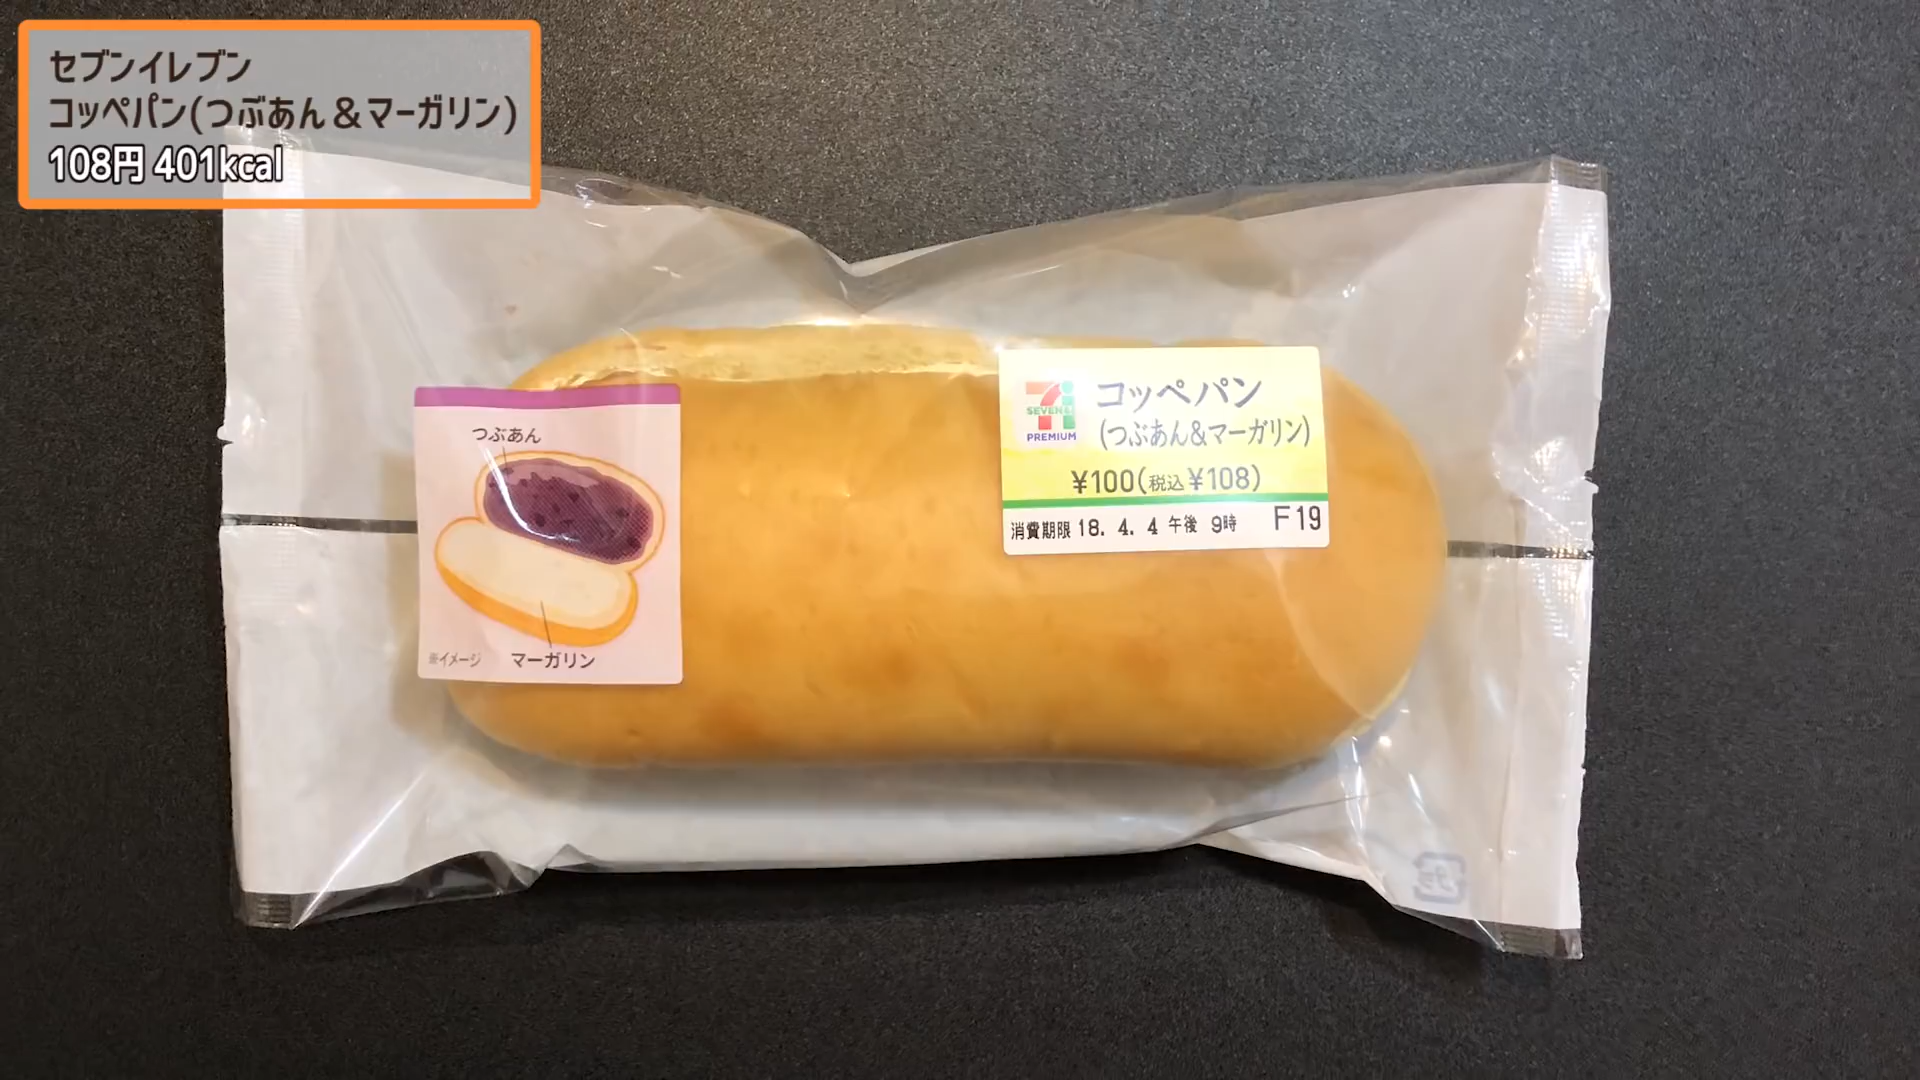 セブンイレブン
コッペパン(つぶあん＆マーガリン)
108円 401kcal
つぶあん
※イメージ
マーガリン
SEVEN&i
PREMIUM
コッペパン
(つぶあん&マーガリン)
¥100(税込¥108)
消費期限 18. 4. 4 午後 9時
F19